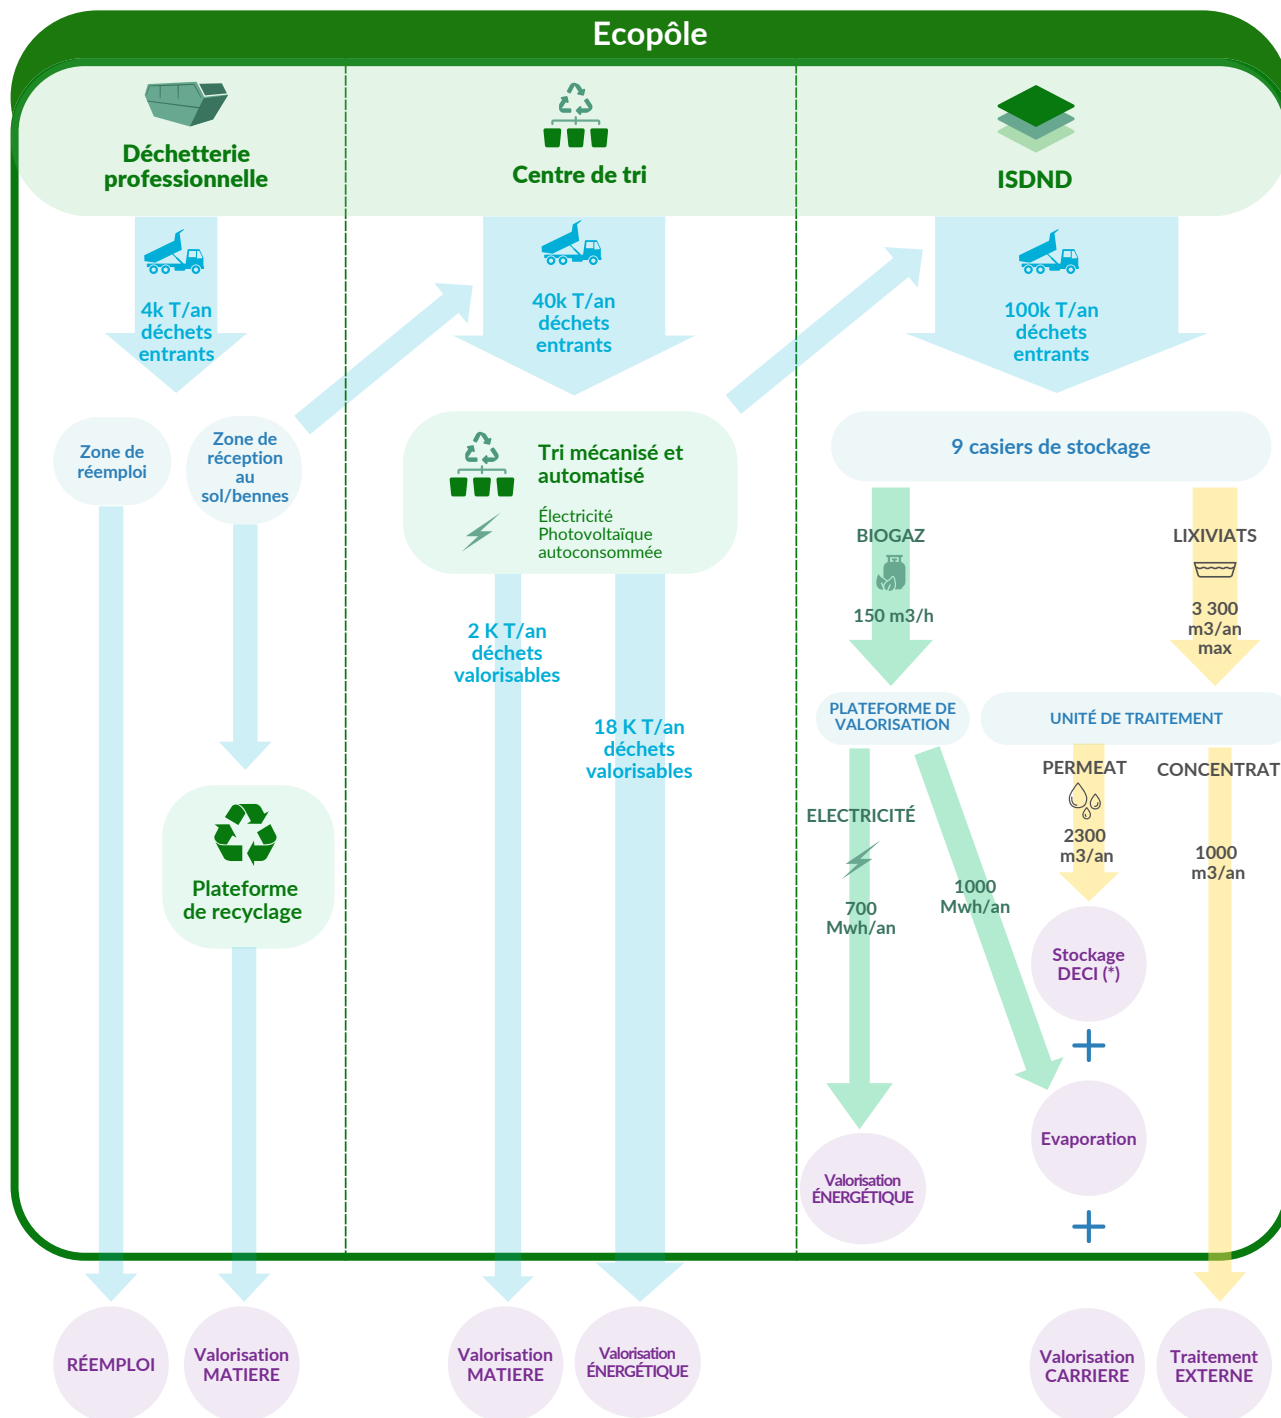 Ecopôle
Déchetterie
professionnelle
4k T/an
déchets
entrants
Zone de
réemploi
Zone de
réception
au
sol/bennes
Plateforme
de recyclage
RÉEMPLOI
Valorisation
MATIERE
Centre de tri
40k T/an
déchets
entrants
Tri mécanisé et
automatisé
Électricité
Photovoltaïque
autoconsommée
2 K T/an
déchets
valorisables
18 K T/an
déchets
valorisables
Valorisation
MATIERE
Valorisation
ÉNERGÉTIQUE
ISDND
100k T/an
déchets
entrants
9 casiers de stockage
BIOGAZ
150 m3/h
LIXIVIATS
3 300
m3/an
max
PLATEFORME DE
VALORISATION
UNITÉ DE TRAITEMENT
ELECTRICITÉ
700
Mwh/an
1000
Mwh/an
PERMEAT
2300
m3/an
CONCENTRAT
1000
m3/an
Stockage
DECI (*)
+
Evaporation
+
Valorisation
ÉNERGÉTIQUE
Valorisation
CARRIERE
Traitement
EXTERNE